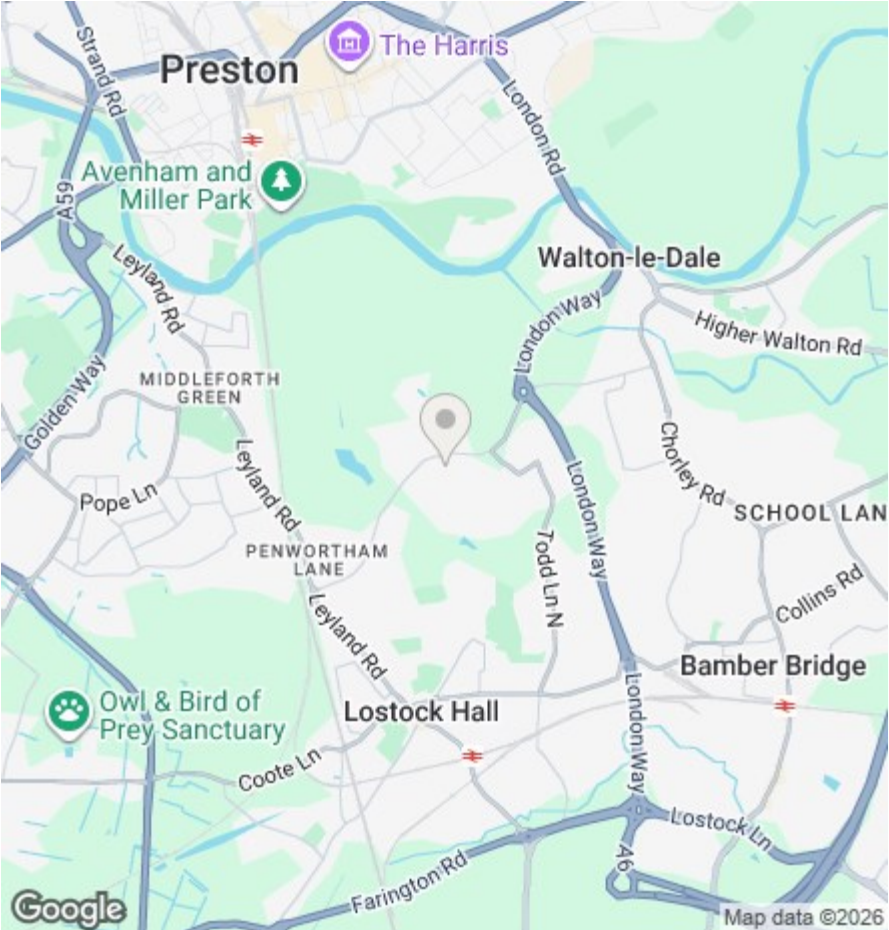 Strand Rd
Preston
The Harris
London Rd
Avenham and
Miller Park
A59
Leyland Rd
Walton-le-Dale
London Way
Higher Walton Rd
MIDDLEFORTH
GREEN
Golden Way
Leyland Rd
Chorley Rd
Pope Ln
London Way
SCHOOL LAN
PENWORTHAM
LANE
Todd Ln N
Leyland Rd
Collins Rd
Bamber Bridge
Owl & Bird of
Prey Sanctuary
Lostock Hall
London Way
Coote Ln
Lostock Ln
A6
Farington Rd
Google
Map data ©2026